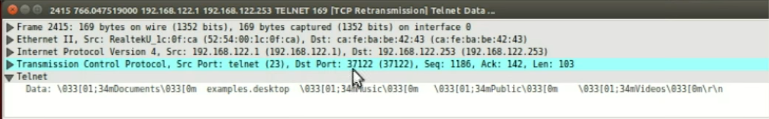 2415 766.047519000 192.168.122.1 192.168.122.253 TELNET 169 [TCP Retransmission] Telnet Data ...
Frame 2415: 169 bytes on wire (1352 bits), 169 bytes captured (1352 bits) on interface 0
Ethernet II, Src: RealtekU_1c:0f:ca (52:54:00:1c:0f:ca), Dst: ca:fe:ba:be:42:43 (ca:fe:ba:be:42:43)
Internet Protocol Version 4, Src: 192.168.122.1 (192.168.122.1), Dst: 192.168.122.253 (192.168.122.253)
Transmission Control Protocol, Src Port: telnet (23), Dst Port: 37122 (37122), Seq: 1186, Ack: 142, Len: 103
Telnet
Data: \033[01;34mDocuments\033[0m examples.desktop \033[01;34mMusic\033[0m \033[01;34mPublic\033[0m \033[01;34mVideos\033[0m\r\n